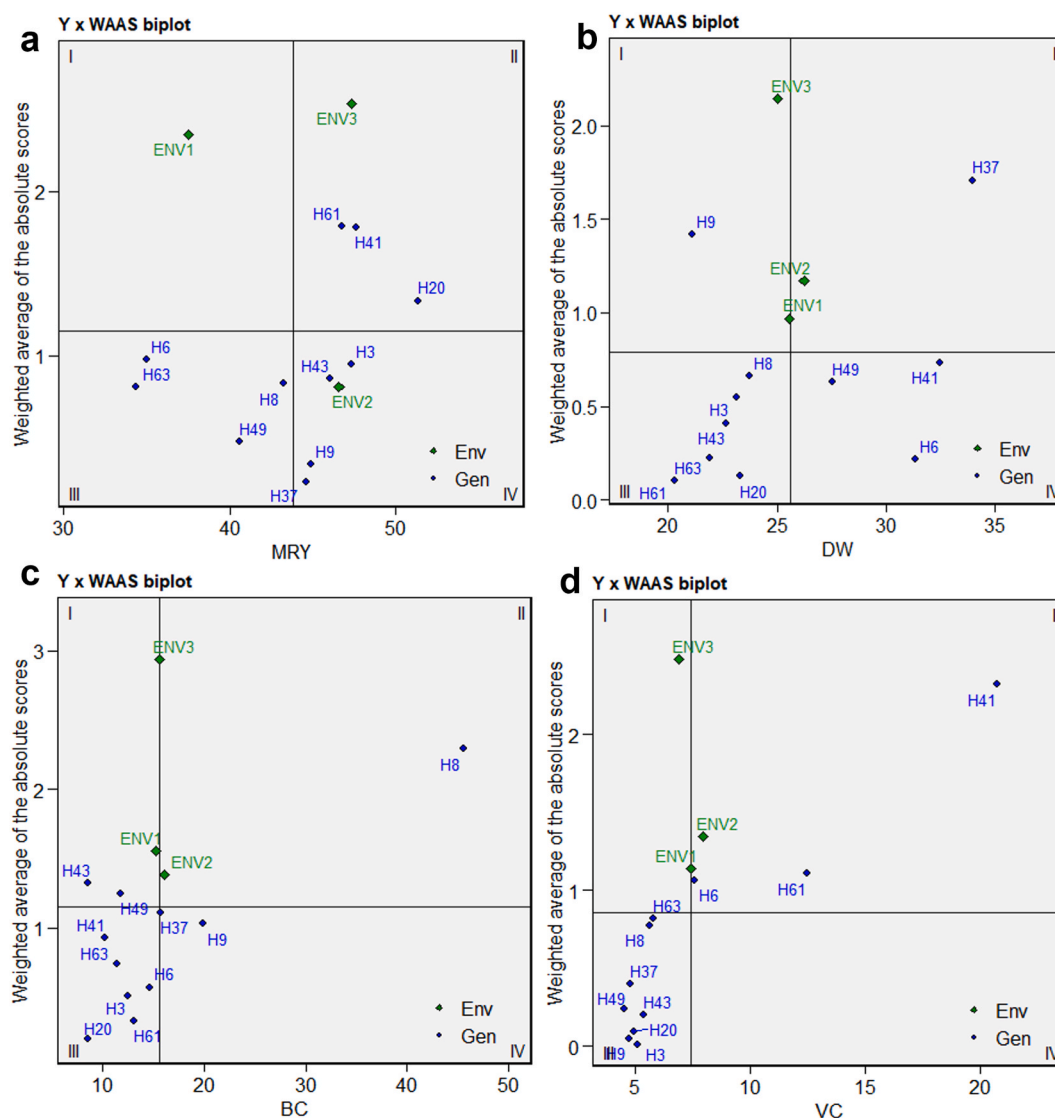 a
Y x WAAS biplot
I
II
ENV3
ENV1
Weighted average of the absolute scores
2
H61
H41
H20
1
H6
H63
H3
H43
H8
ENV2
H49
H9
Env
Gen
H37
III
IV
30
40
50
MRY
b
Y x WAAS biplot
I
I
ENV3
Weighted average of the absolute scores
2.0
H37
1.5
H9
ENV2
1.0
ENV1
H8
H49
H41
0.5
H3
H43
H6
H63
Env
Gen
H61
H20
0.0
III
IV
20
25
30
35
DW
c
Y x WAAS biplot
I
II
3
ENV3
Weighted average of the absolute scores
H8
2
ENV1
ENV2
H43
H49
1
H41
H37
H9
H63
H6
H3
H20
H61
Env
Gen
III
IV
10
20
30
40
50
BC
d
Y x WAAS biplot
I
I
ENV3
H41
Weighted average of the absolute scores
2
ENV2
ENV1
1
H6
H61
H63
H8
H37
H49
H43
H20
Env
Gen
0
H9
H3
IV
5
10
15
20
VC